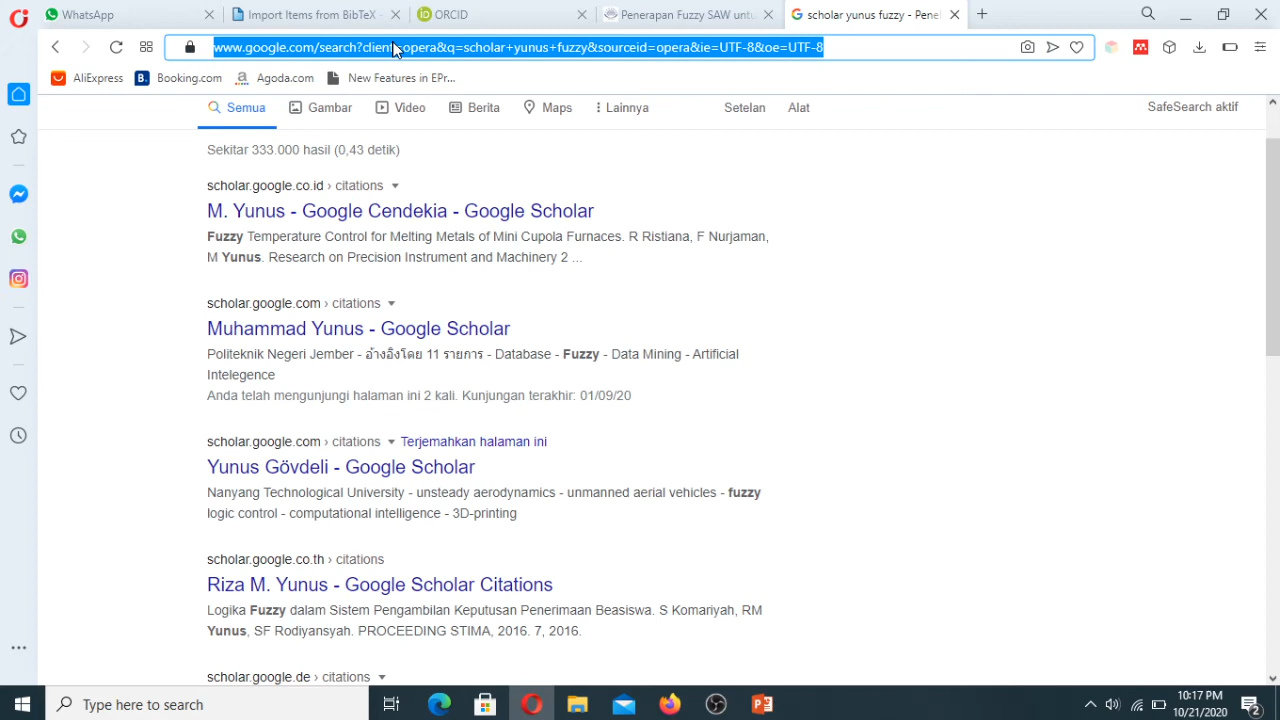 WhatsApp
Import Items from BibTeX -
ORCID
Penerapan Fuzzy SAW untu
scholar yunus fuzzy - Penel
www.google.com/search?client=opera&q=scholar+yunus+fuzzy&sourceid=opera&ie=UTF-8&oe=UTF-8
AliExpress
B. Booking.com
a Agoda.com
New Features in EPr...
Semua
Gambar
Video
Berita
Maps
Lainnya
Setelan
Alat
SafeSearch aktif
Sekitar 333.000 hasil (0,43 detik)
scholar.google.co.id › citations
M. Yunus - Google Cendekia - Google Scholar
Fuzzy Temperature Control for Melting Metals of Mini Cupola Furnaces. R Ristiana, F Nurjaman,
M Yunus. Research on Precision Instrument and Machinery 2 ...
scholar.google.com › citations
Muhammad Yunus - Google Scholar
Politeknik Negeri Jember - อ้างอิงโดย 11 รายการ - Database - Fuzzy - Data Mining - Artificial
Intelegence
Anda telah mengunjungi halaman ini 2 kali. Kunjungan terakhir: 01/09/20
scholar.google.com › citations Terjemahkan halaman ini
Yunus Gövdeli - Google Scholar
Nanyang Technological University - unsteady aerodynamics - unmanned aerial vehicles - fuzzy
logic control - computational intelligence - 3D-printing
scholar.google.co.th › citations
Riza M. Yunus - Google Scholar Citations
Logika Fuzzy dalam Sistem Pengambilan Keputusan Penerimaan Beasiswa. S Komariyah, RM
Yunus, SF Rodiyansyah. PROCEEDING STIMA, 2016. 7, 2016.
scholar.google.de › citations
Type here to search
10:17 PM
10/21/2020
2